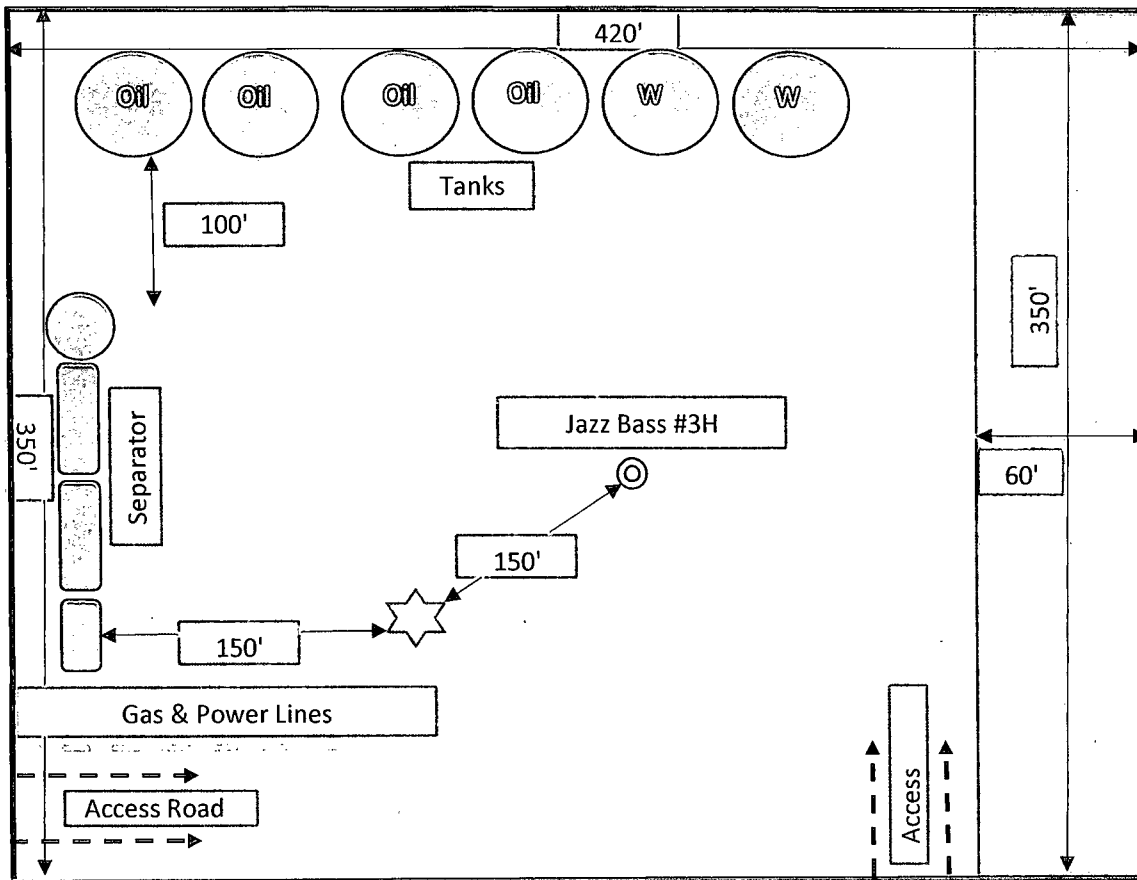 420'
Oil
Oil
Oil
Oil
W
W
Tanks
100'
350'
350'
Separator
Jazz Bass #3H
60'
150'
150'
Gas & Power Lines
Access Road
Access